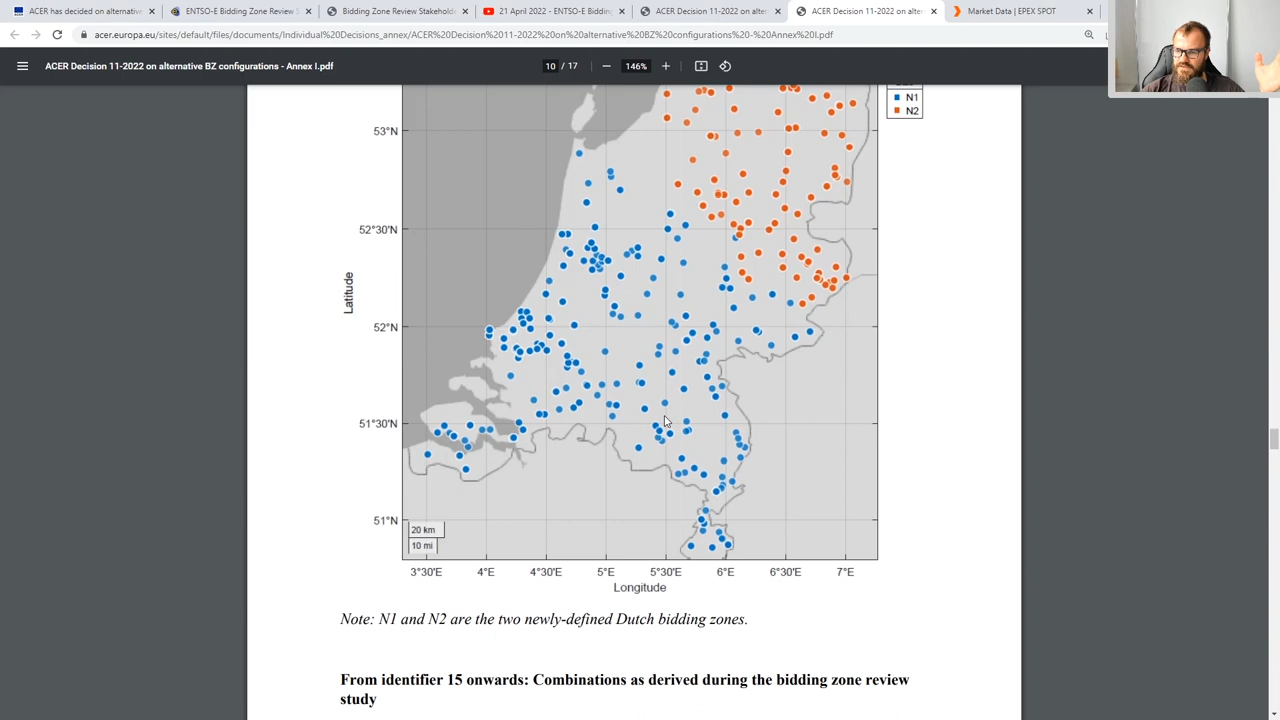 ACER has decided on alternative
ENTSO-E Bidding Zone Review S
Bidding Zone Review Stakehold
21 April 2022 - ENTSO-E Biddin
ACER Decision 11-2022 on alter
ACER Decision 11-2022 on alter
Market Data | EPEX SPOT
acer.europa.eu/sites/default/files/documents/Individual%20Decisions_annex/ACER%20Decision%2011-2022%20on%20alternative%20BZ%20configurations%20-%20Annex%20I.pdf
ACER Decision 11-2022 on alternative BZ configurations - Annex I.pdf
10 / 17
146%
N1
N2
53°N
52°30'N
52°N
51°30'N
51°N
Latitude
20 km
10 mi
3°30'E
4°E
4°30'E
5°E
5°30'E
6°E
6°30'E
7°E
Longitude
Note: N1 and N2 are the two newly-defined Dutch bidding zones.
From identifier 15 onwards: Combinations as derived during the bidding zone review
study